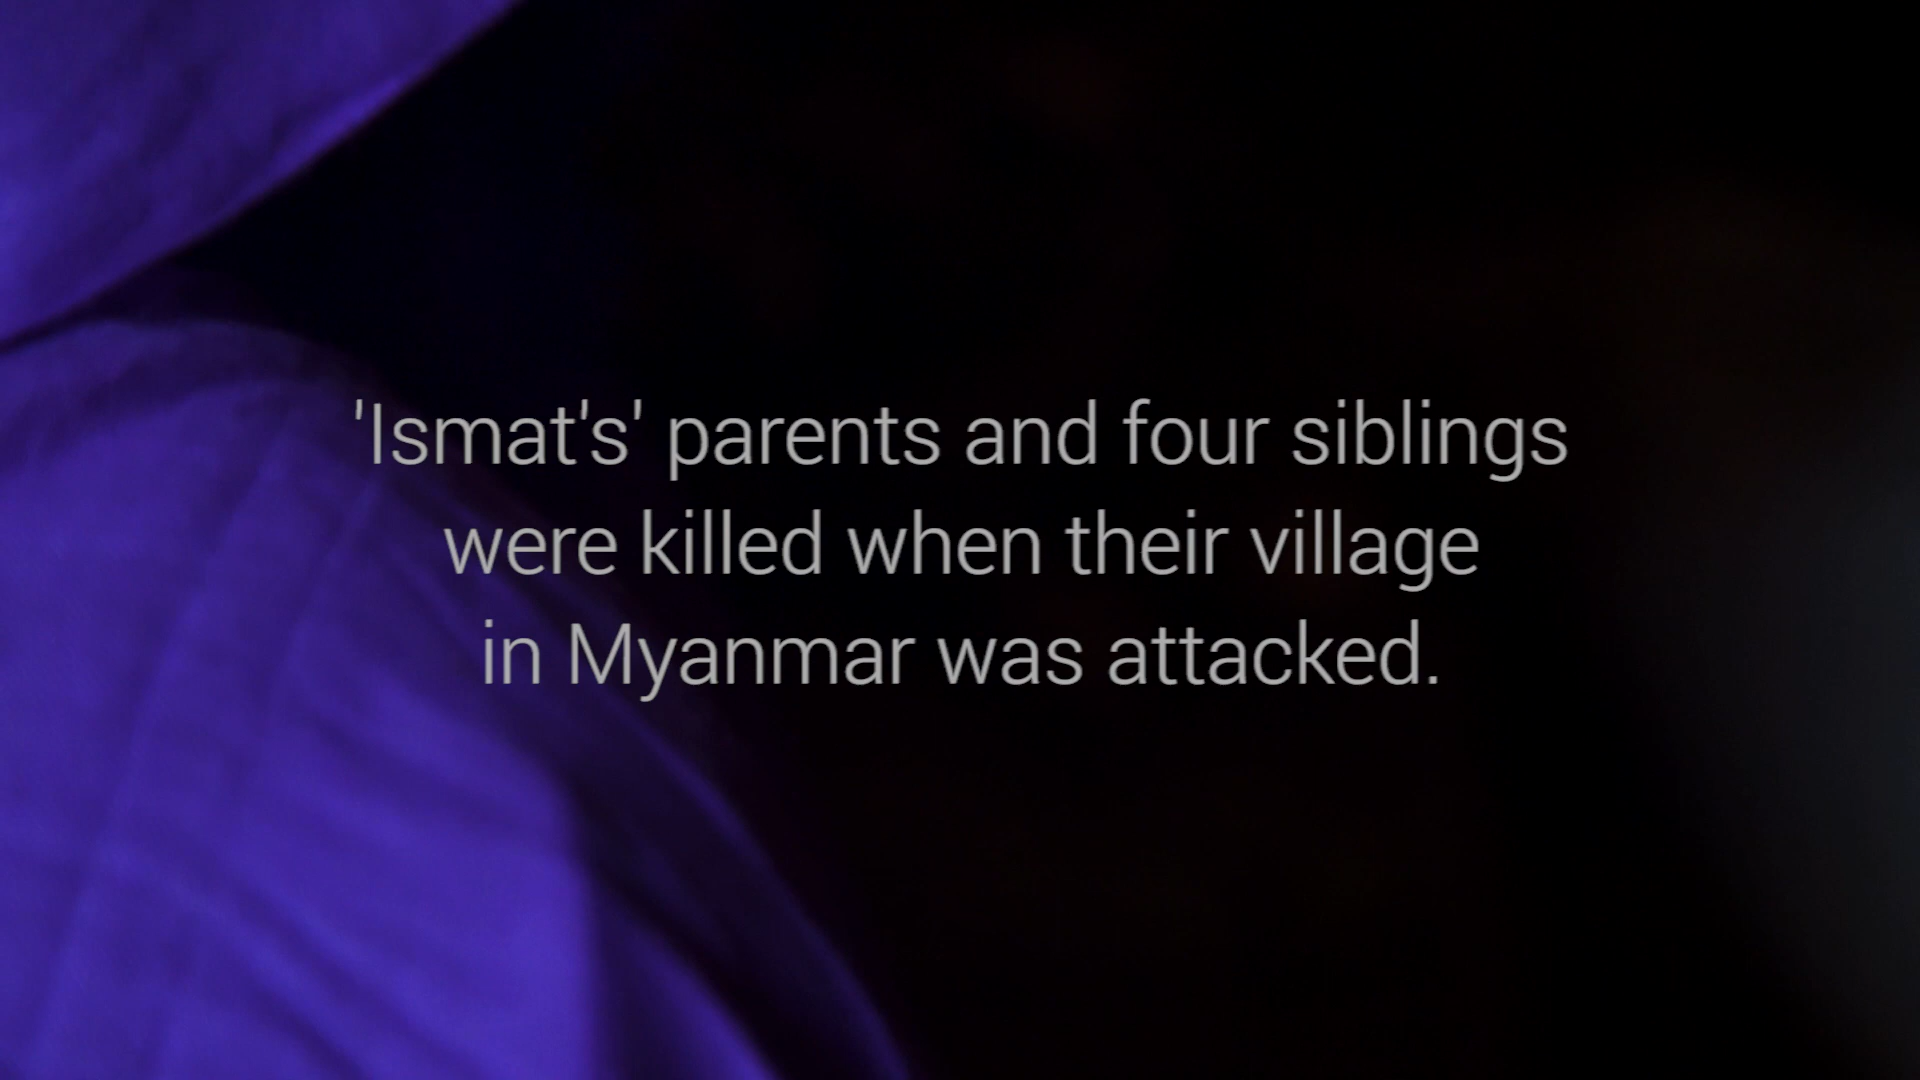 'Ismat's' parents and four siblings
were killed when their village
in Myanmar was attacked.